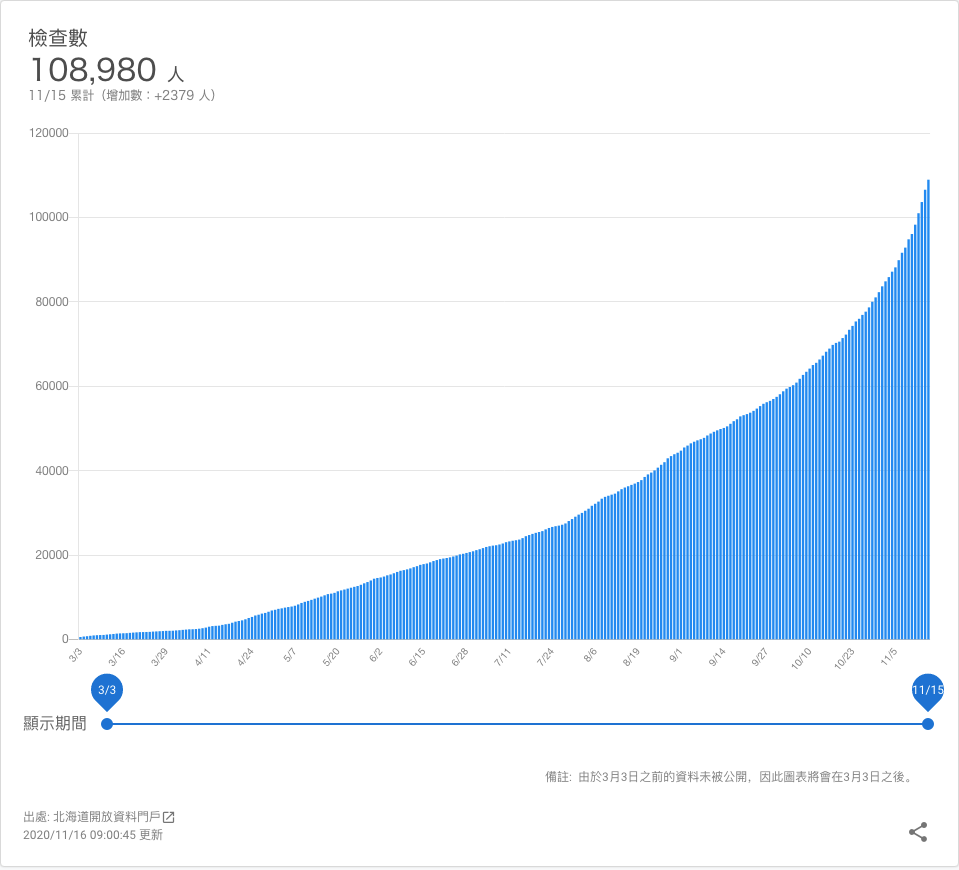 檢查數
108,980 人
11/15 累計（增加數：+2379 人）
120000
100000
80000
60000
40000
20000
0
3/3 3/16 3/29 4/11 4/24 5/7 5/20 6/2 6/15 6/28 7/11 7/24 8/6 8/19 9/1 9/14 9/27 10/10 10/23 11/5
3/3 11/15
顯示期間
備註: 由於3月3日之前的資料未被公開，因此圖表將會在3月3日之後。
出處: 北海道開放資料門戶
2020/11/16 09:00:45 更新